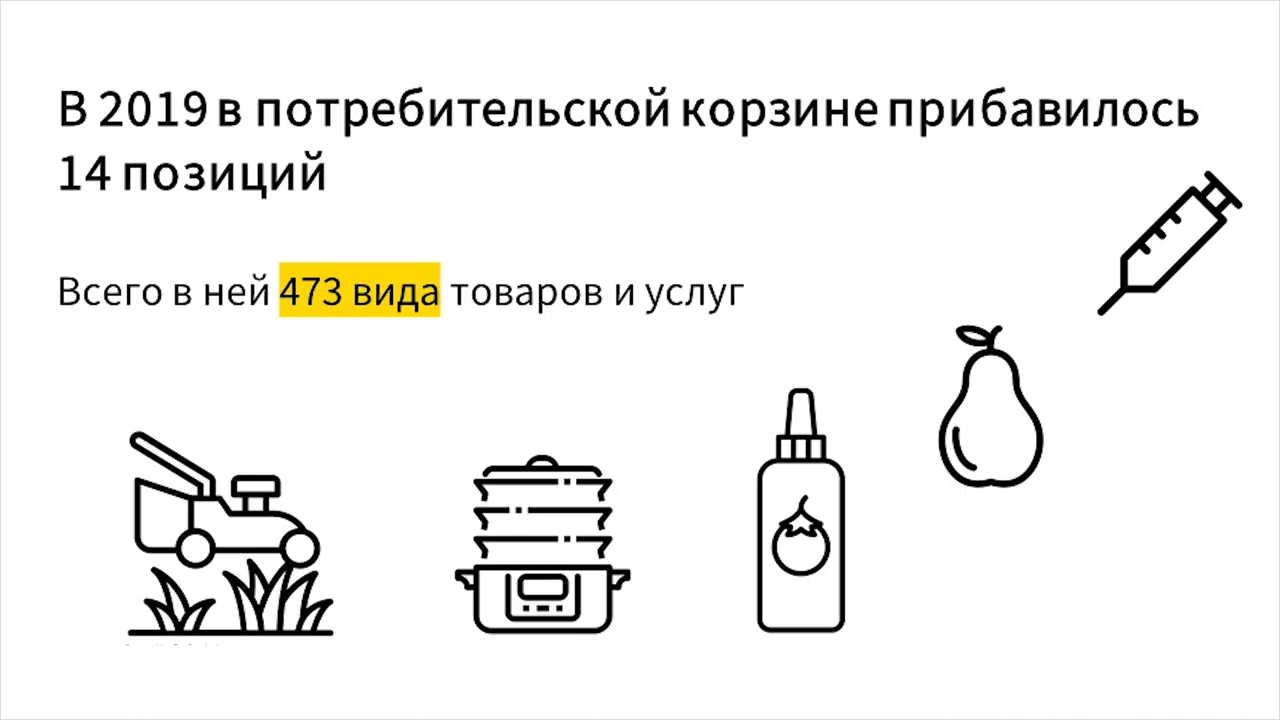 В 2019 в потребительской корзине прибавилось
14 позиций
Всего в ней 473 вида товаров и услуг